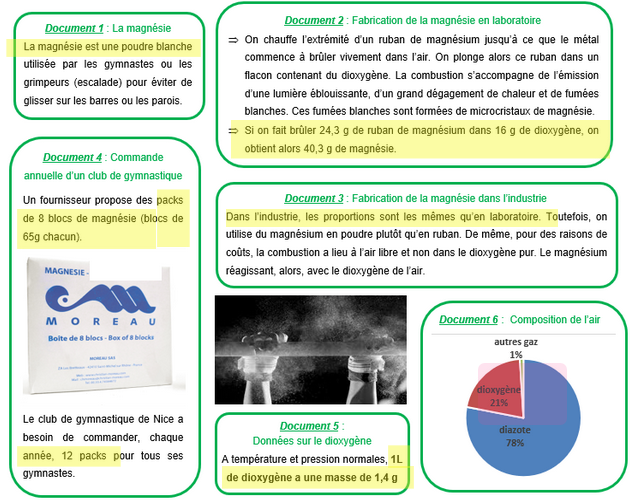 Document 1 : La magnésie
La magnésie est une poudre blanche
utilisée par les gymnastes ou les
grimpeurs (escalade) pour éviter de
glisser sur les barres ou les parois.
Document 2 : Fabrication de la magnésie en laboratoire
⇒ On chauffe l'extrémité d'un ruban de magnésium jusqu'à ce que le métal
commence à brûler vivement dans l'air. On plonge alors ce ruban dans un
flacon contenant du dioxygène. La combustion s'accompagne de l'émission
d'une lumière éblouissante, d'un grand dégagement de chaleur et de fumées
blanches. Ces fumées blanches sont formées de microcristaux de magnésie.
⇒ Si on fait brûler 24,3 g de ruban de magnésium dans 16 g de dioxygène, on
obtient alors 40,3 g de magnésie.
Document 4 : Commande
annuelle d'un club de gymnastique
Un fournisseur propose des packs
de 8 blocs de magnésie (blocs de
65g chacun).
MAGNESIE -
MOREAU
Boîte de 8 blocs - Box of 8 blocks
MOREAU SAS
Le club de gymnastique de Nice a
besoin de commander, chaque
année, 12 packs pour tous ses
gymnastes.
Document 3 : Fabrication de la magnésie dans l'industrie
Dans l'industrie, les proportions sont les mêmes qu'en laboratoire. Toutefois, on
utilise du magnésium en poudre plutôt qu'en ruban. De même, pour des raisons de
coûts, la combustion a lieu à l'air libre et non dans le dioxygène pur. Le magnésium
réagissant, alors, avec le dioxygène de l'air.
Document 5 :
Données sur le dioxygène
A température et pression normales, 1L
de dioxygène a une masse de 1,4 g
Document 6 : Composition de l'air
autres gaz
1%
dioxygène
21%
diazote
78%